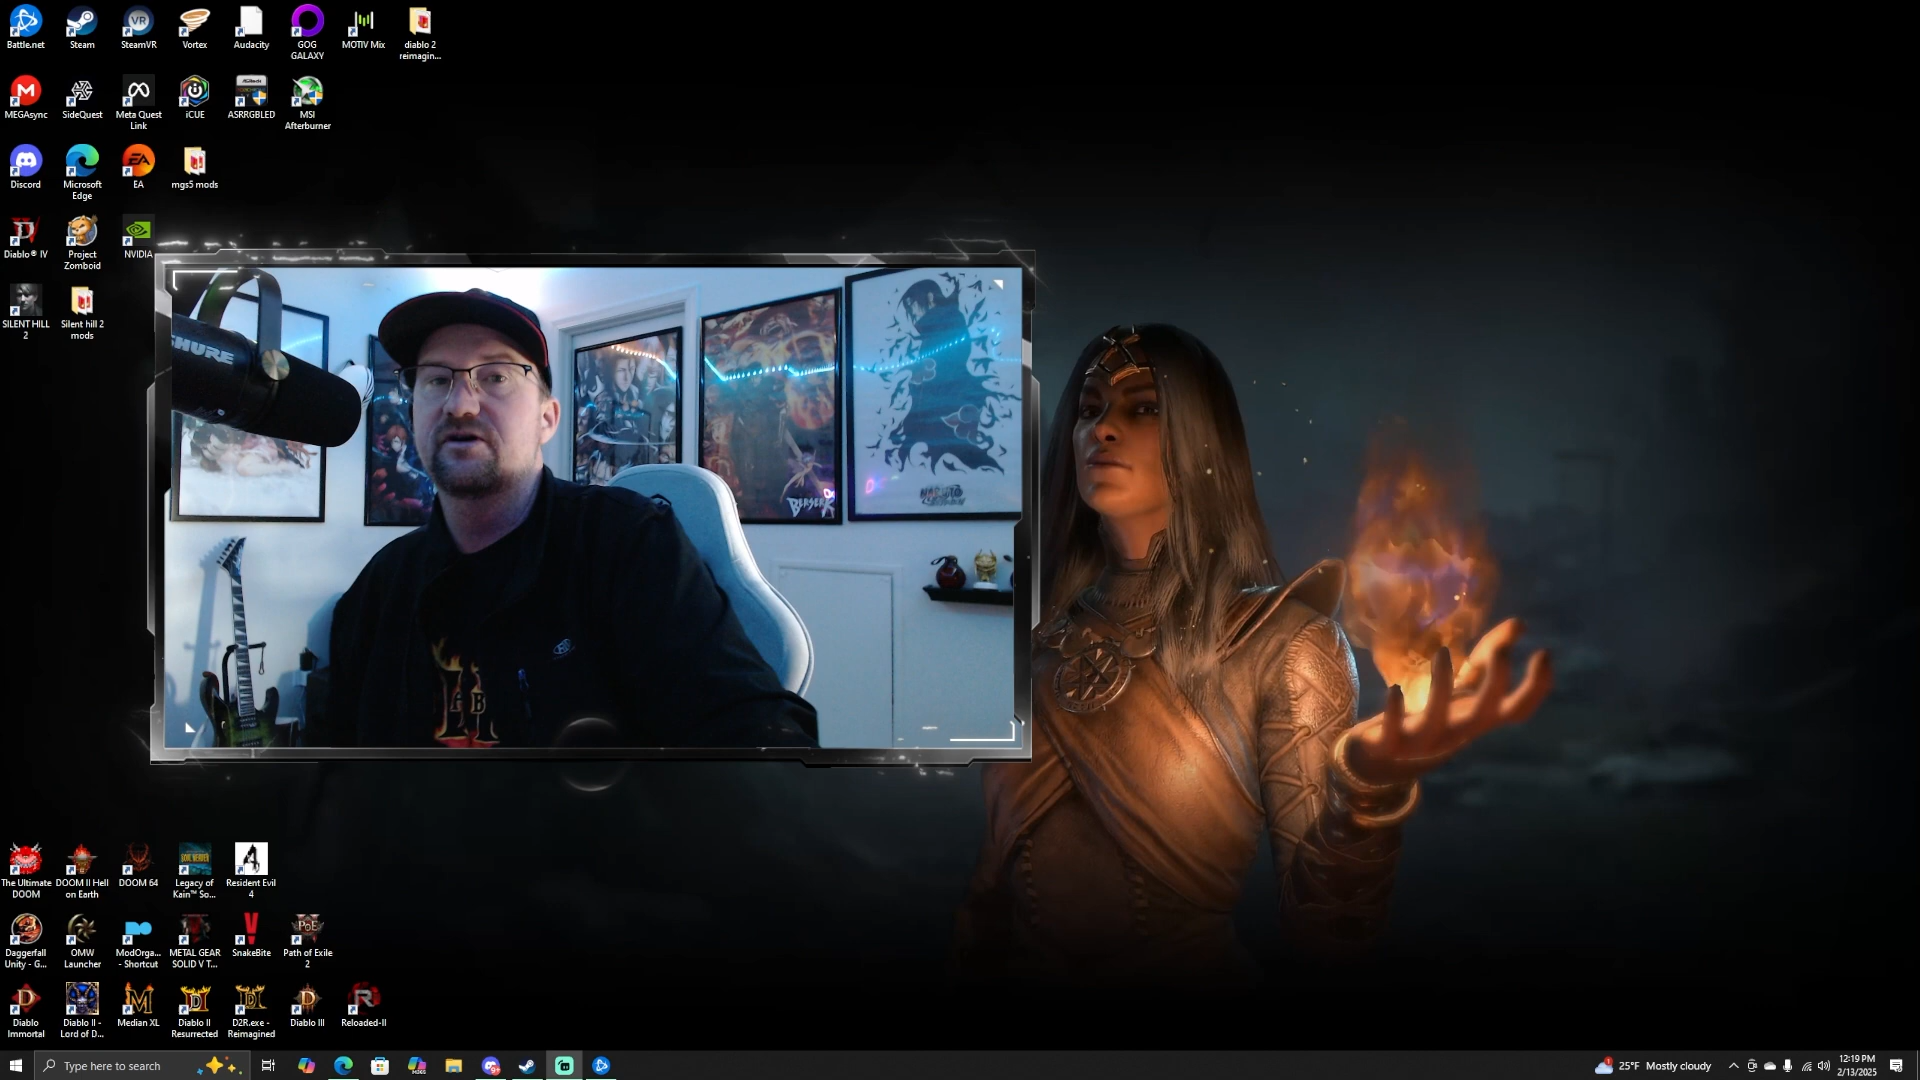 Battle.net
Steam
SteamVR
Vortex
Audacity
GOG
GALAXY
MOTIV Mix
diablo 2
reimagin...
MEGAsync
SideQuest
Meta Quest
Link
iCUE
ASRRGBLED
MSI
Afterburner
Discord
Microsoft
Edge
EA
mgs5 mods
Diablo® IV
Project
Zomboid
NVIDIA
SILENT HILL
2
Silent hill 2
mods
SHURE
BERSERK
NARUTO
The Ultimate
DOOM
DOOM II Hell
on Earth
DOOM 64
Legacy of
Kain™ So...
Resident Evil
4
Daggerfall
Unity - G...
OMW
Launcher
ModOrga...
- Shortcut
METAL GEAR
SOLID V T...
SnakeBite
Path of Exile
2
Diablo
Immortal
Diablo II -
Lord of D...
Median XL
Diablo II
Resurrected
D2R.exe -
Reimagined
Diablo III
Reloaded-II
Type here to search
25°F Mostly cloudy
12:19 PM
2/13/2025